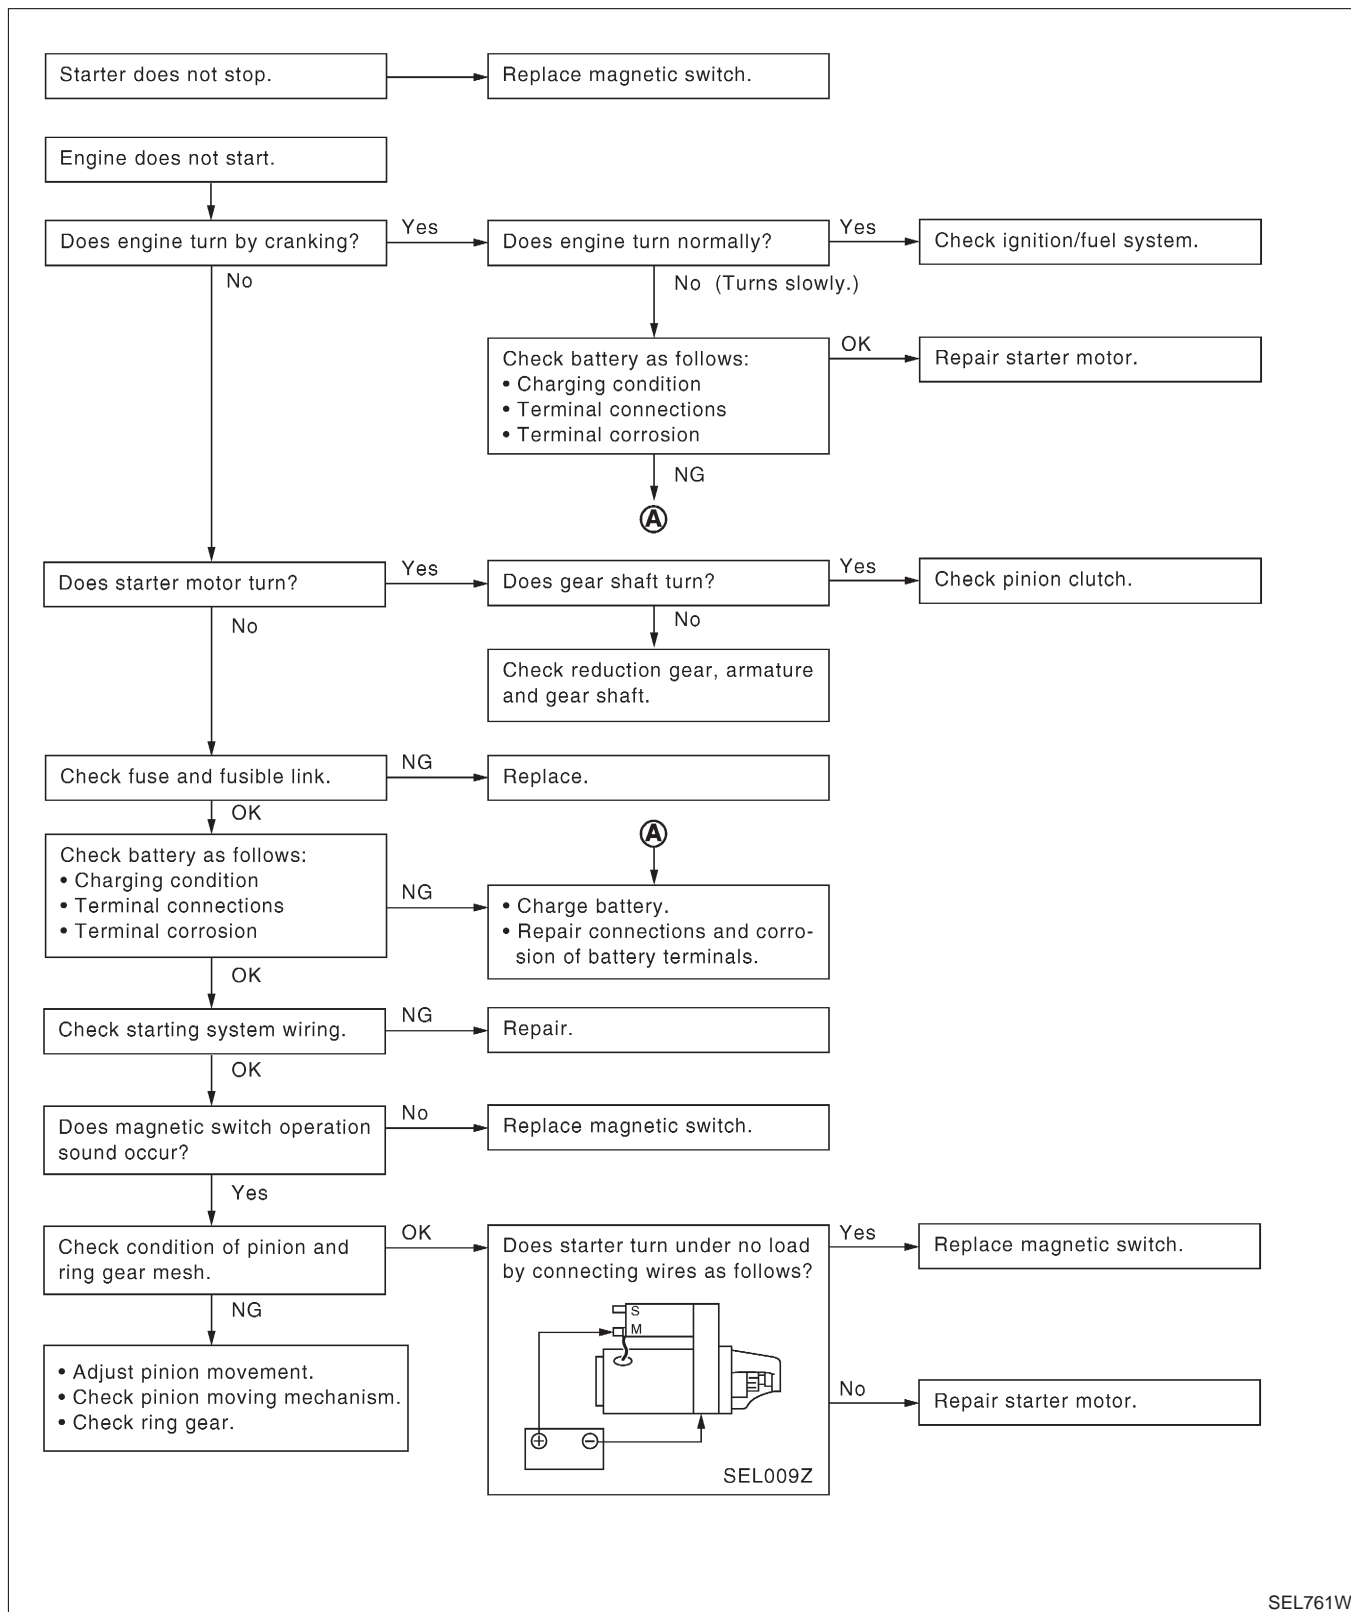 Starter does not stop.
Replace magnetic switch.
Engine does not start.
Does engine turn by cranking?
Yes
Does engine turn normally?
Yes
Check ignition/fuel system.
No
No (Turns slowly.)
Check battery as follows:
• Charging condition
• Terminal connections
• Terminal corrosion
OK
Repair starter motor.
NG
A
Does starter motor turn?
Yes
Does gear shaft turn?
Yes
Check pinion clutch.
No
No
Check reduction gear, armature
and gear shaft.
Check fuse and fusible link.
NG
Replace.
OK
A
Check battery as follows:
• Charging condition
• Terminal connections
• Terminal corrosion
NG
• Charge battery.
• Repair connections and corro-
sion of battery terminals.
OK
Check starting system wiring.
NG
Repair.
OK
Does magnetic switch operation
sound occur?
No
Replace magnetic switch.
Yes
Check condition of pinion and
ring gear mesh.
OK
Does starter turn under no load
by connecting wires as follows?
S
M
+
−
SEL009Z
Yes
Replace magnetic switch.
No
Repair starter motor.
NG
• Adjust pinion movement.
• Check pinion moving mechanism.
• Check ring gear.
SEL761W